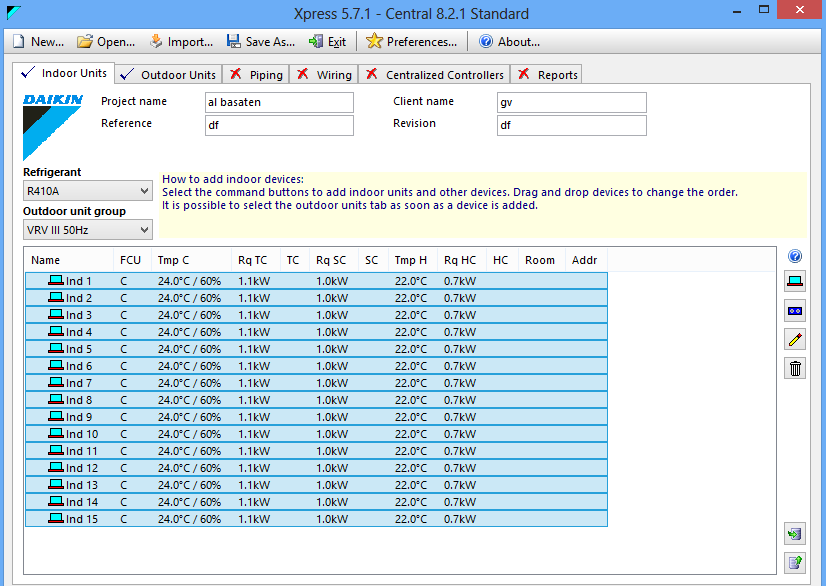 Xpress 5.7.1 - Central 8.2.1 Standard
New... Open... Import... Save As... Exit Preferences... About...
Indoor Units Outdoor Units Piping Wiring Centralized Controllers Reports
DAIKIN
Project name al basaten Client name gv
Reference df Revision df
Refrigerant
R410A
Outdoor unit group
VRV III 50Hz
How to add indoor devices:
Select the command buttons to add indoor units and other devices. Drag and drop devices to change the order.
It is possible to select the outdoor units tab as soon as a device is added.
Name FCU Tmp C Rq TC TC Rq SC SC Tmp H Rq HC HC Room Addr
Ind 1 C 24.0°C / 60% 1.1kW 1.0kW 22.0°C 0.7kW
Ind 2 C 24.0°C / 60% 1.1kW 1.0kW 22.0°C 0.7kW
Ind 3 C 24.0°C / 60% 1.1kW 1.0kW 22.0°C 0.7kW
Ind 4 C 24.0°C / 60% 1.1kW 1.0kW 22.0°C 0.7kW
Ind 5 C 24.0°C / 60% 1.1kW 1.0kW 22.0°C 0.7kW
Ind 6 C 24.0°C / 60% 1.1kW 1.0kW 22.0°C 0.7kW
Ind 7 C 24.0°C / 60% 1.1kW 1.0kW 22.0°C 0.7kW
Ind 8 C 24.0°C / 60% 1.1kW 1.0kW 22.0°C 0.7kW
Ind 9 C 24.0°C / 60% 1.1kW 1.0kW 22.0°C 0.7kW
Ind 10 C 24.0°C / 60% 1.1kW 1.0kW 22.0°C 0.7kW
Ind 11 C 24.0°C / 60% 1.1kW 1.0kW 22.0°C 0.7kW
Ind 12 C 24.0°C / 60% 1.1kW 1.0kW 22.0°C 0.7kW
Ind 13 C 24.0°C / 60% 1.1kW 1.0kW 22.0°C 0.7kW
Ind 14 C 24.0°C / 60% 1.1kW 1.0kW 22.0°C 0.7kW
Ind 15 C 24.0°C / 60% 1.1kW 1.0kW 22.0°C 0.7kW